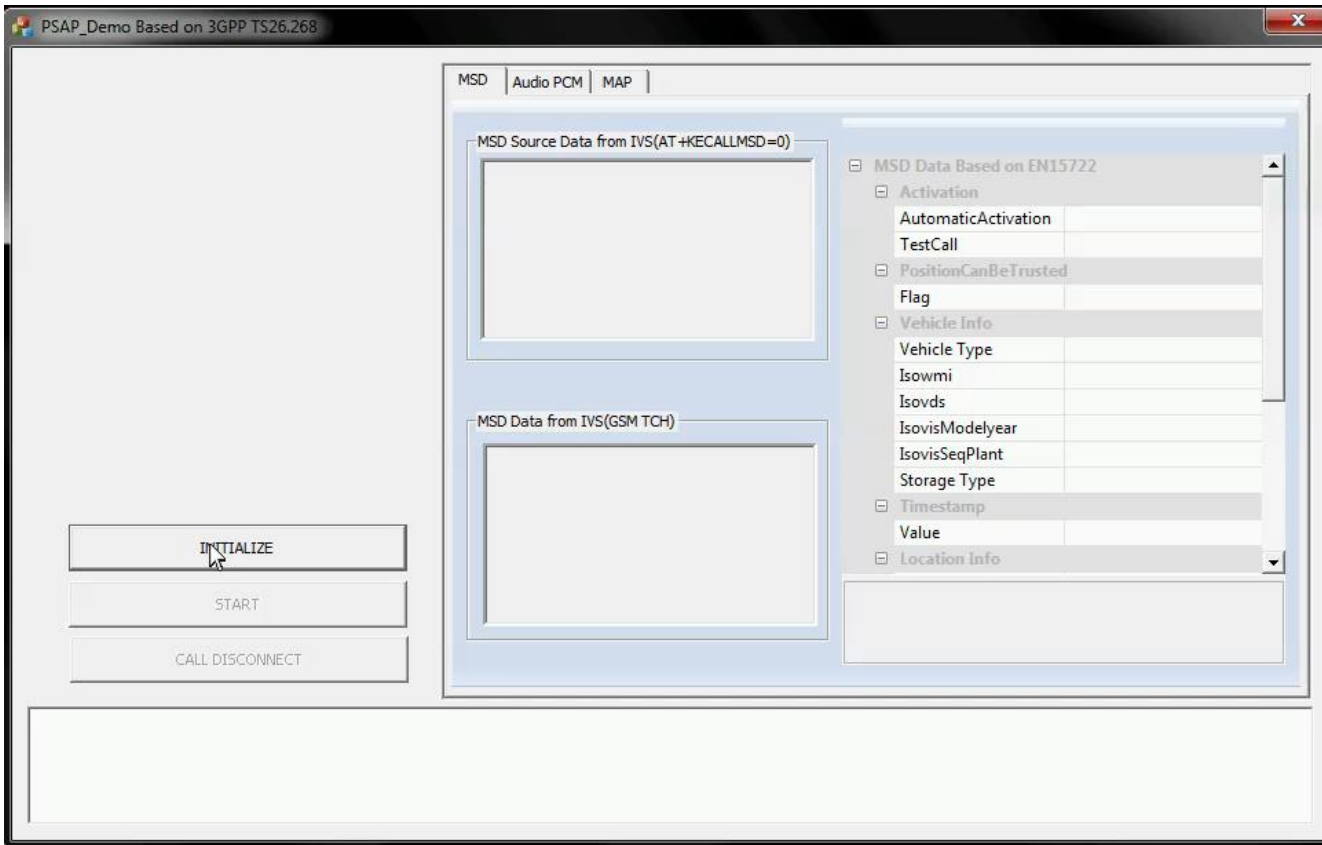 PSAP_Demo Based on 3GPP TS26.268
MSD
Audio PCM
MAP
MSD Source Data from IVS(AT+KECALLMSD=0)
MSD Data from IVS(GSM TCH)
MSD Data Based on EN15722
Activation
AutomaticActivation
TestCall
PositionCanBeTrusted
Flag
Vehicle Info
Vehicle Type
Isowmi
Isovds
IsovisModelyear
IsovisSeqPlant
Storage Type
Timestamp
Value
Location Info
INITIALIZE
START
CALL DISCONNECT